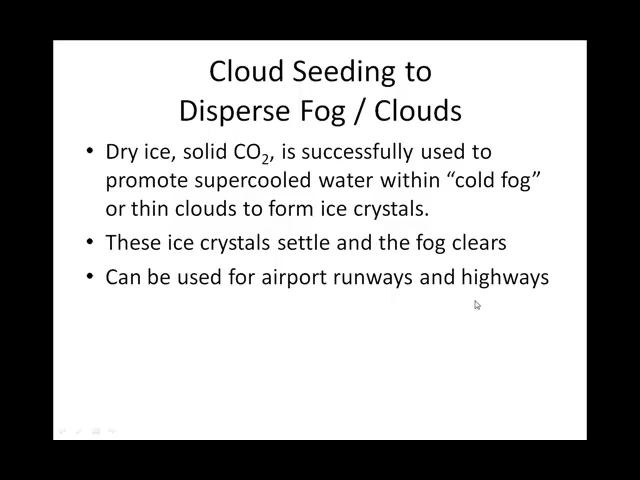 Cloud Seeding to
Disperse Fog / Clouds
• Dry ice, solid CO₂, is successfully used to
promote supercooled water within “cold fog”
or thin clouds to form ice crystals.
• These ice crystals settle and the fog clears
• Can be used for airport runways and highways